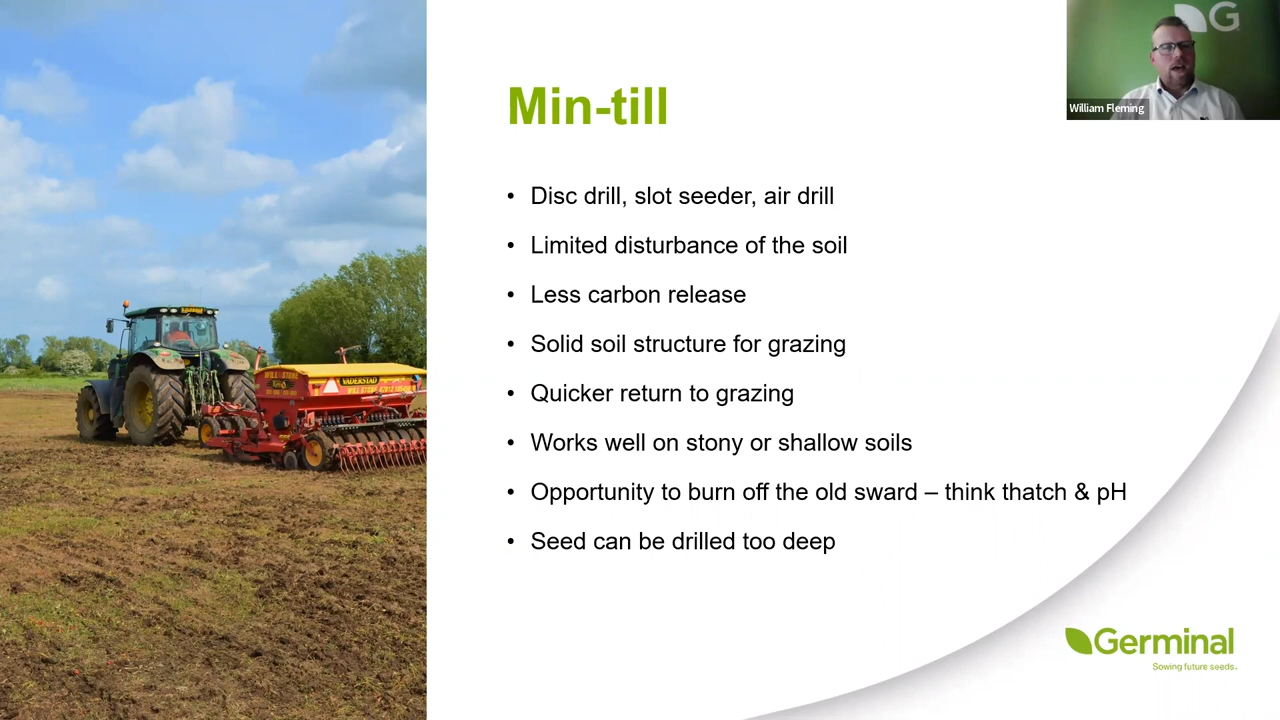 Min-till
• Disc drill, slot seeder, air drill
• Limited disturbance of the soil
• Less carbon release
• Solid soil structure for grazing
• Quicker return to grazing
• Works well on stony or shallow soils
• Opportunity to burn off the old sward – think thatch & pH
• Seed can be drilled too deep
G
William Fleming
VÄDERSTAD
Germinal
Sowing future seeds.